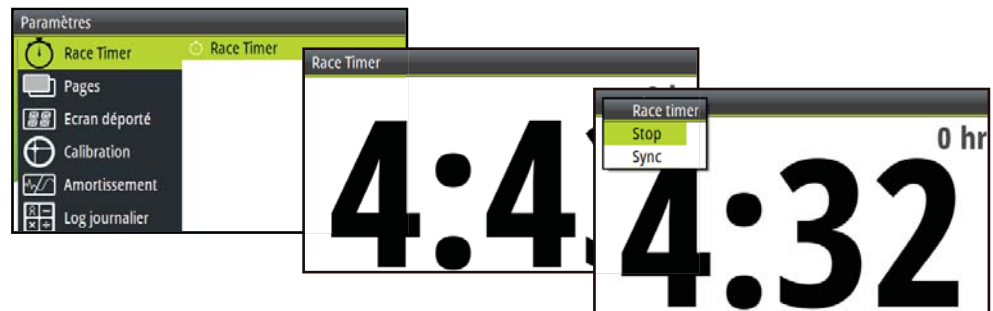 Paramètres
Race Timer
Race Timer
Pages
Ecran déporté
Calibration
Amortissement
Log journalier
Race Timer
4:4
Race timer
Stop
Sync
0 hr
4:32